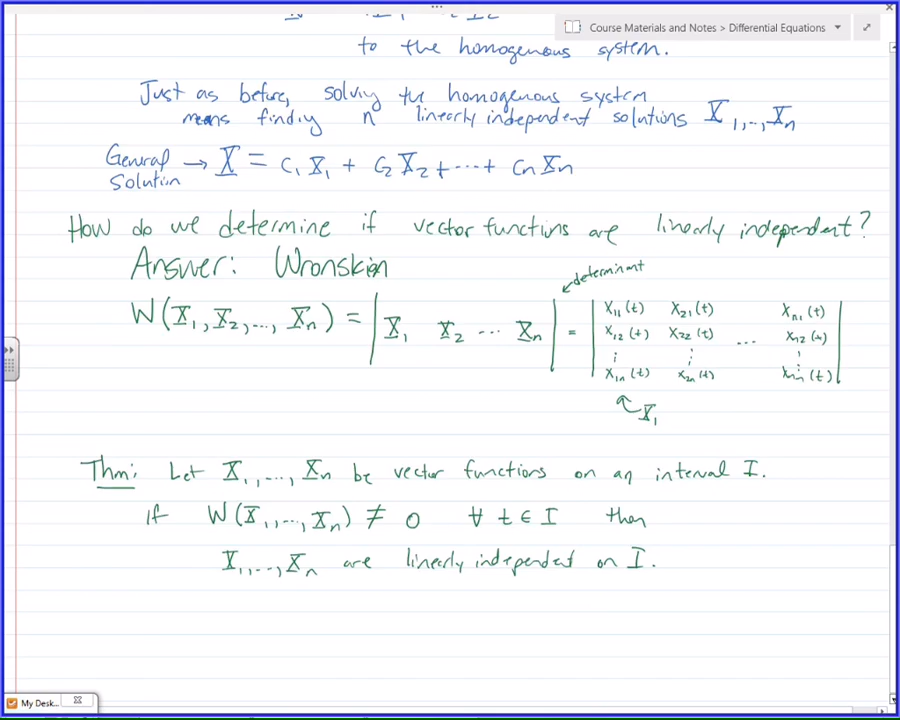 Course Materials and Notes > Differential Equations
to the homogenous system.
Just as before, solving the homogenous system
means finding n linearly independent solutions X₁,..,Xn
General Solution → X = C₁X₁ + C₂X₂ + ⋯ + CnXn
How do we determine if vector functions are linearly independent?
Answer: Wronskian
determinant
W(X₁, X₂, ..., Xn) = | X₁ X₂ ⋯ Xn | = | x₁₁(t) x₂₁(t) xn₁(t)
x₁₂(t) x₂₂(t) ⋯ xn₂(t)
⋮ ⋮ ⋮
x₁n(t) x₂n(t) xnn(t) |
X₁
Thm: Let X₁,...,Xn be vector functions on an interval I.
If W(X₁,...,Xn) ≠ 0 ∀ t ∈ I then
X₁,...,Xn are linearly independent on I.
My Desk...